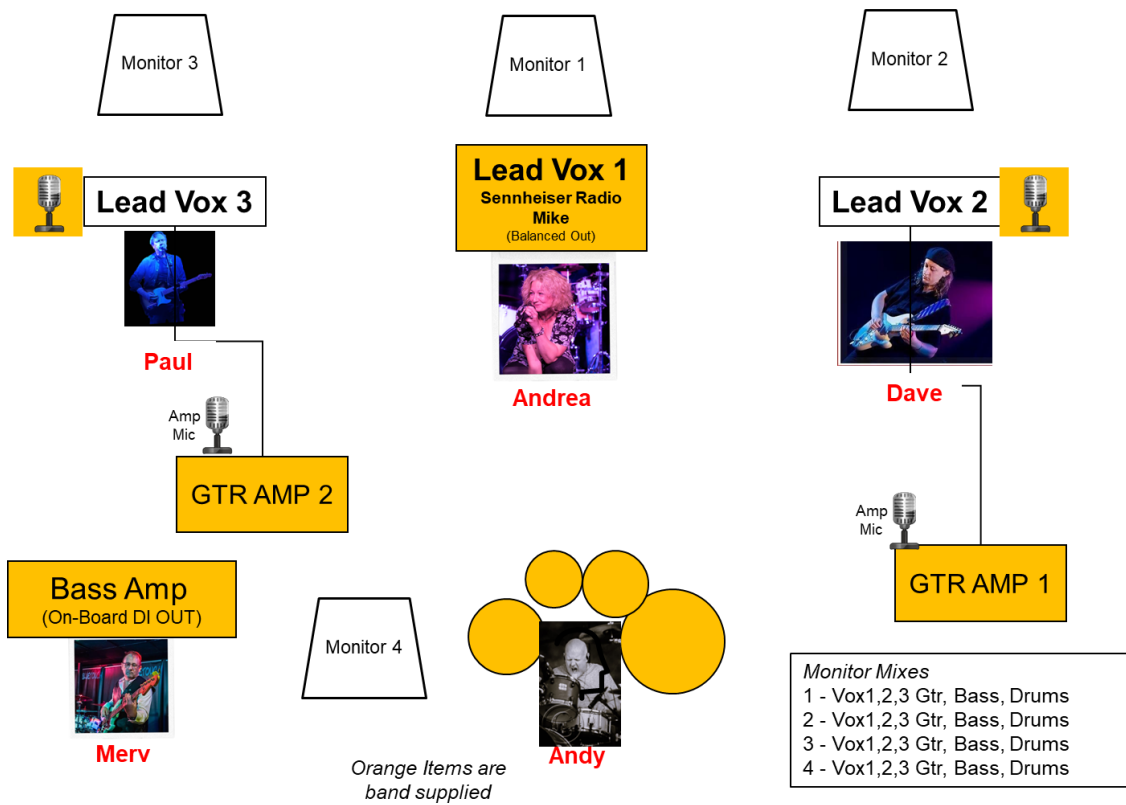 Monitor 3
Monitor 1
Monitor 2
Lead Vox 3
Lead Vox 1
Sennheiser Radio
Mike
(Balanced Out)
Lead Vox 2
Paul
Andrea
Dave
Amp
Mic
GTR AMP 2
Amp
Mic
GTR AMP 1
Bass Amp
(On-Board DI OUT)
Monitor 4
Merv
Andy
Orange Items are
band supplied
Monitor Mixes
1 - Vox1,2,3 Gtr, Bass, Drums
2 - Vox1,2,3 Gtr, Bass, Drums
3 - Vox1,2,3 Gtr, Bass, Drums
4 - Vox1,2,3 Gtr, Bass, Drums